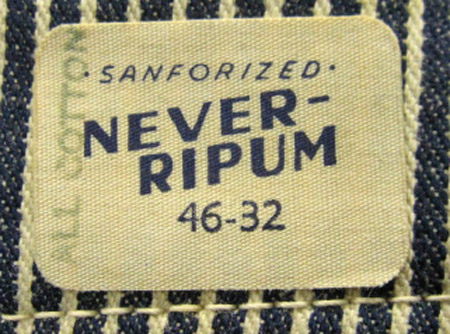 · SANFORIZED ·
NEVER-
RIPUM
46-32
ALL COTTON